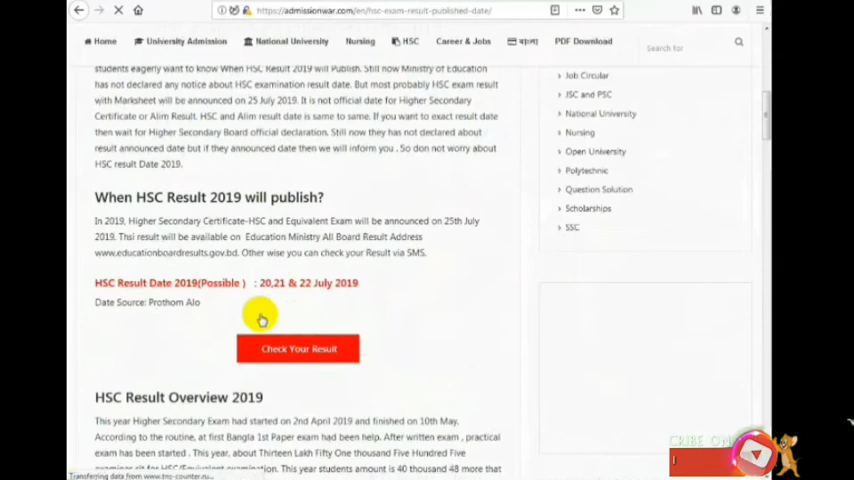 https://admissionwar.com/en/hsc-exam-result-published-date/
Home University Admission National University Nursing HSC Career & Jobs বাংলা PDF Download
Search for
students eagerly want to know When HSC Result 2019 will Publish. Still now Ministry of Education
has not declared any notice about HSC examination result date. But most probably HSC exam result
with Marksheet will be announced on 25 July 2019. It is not official date for Higher Secondary
Certificate or Alim Result. HSC and Alim result date is same to same. If you want to exact result date
then wait for Higher Secondary Board official declaration. Still now they has not declared about
result announced date but if they announced date then we will inform you . So don not worry about
HSC result Date 2019.
When HSC Result 2019 will publish?
In 2019, Higher Secondary Certificate-HSC and Equivalent Exam will be announced on 25th July
2019. Thsi result will be available on Education Ministry All Board Result Address
www.educationboardresults.gov.bd. Other wise you can check your Result via SMS.
HSC Result Date 2019(Possible ) : 20,21 & 22 July 2019
Date Source: Prothom Alo
Check Your Result
HSC Result Overview 2019
This year Higher Secondary Exam had started on 2nd April 2019 and finished on 10th May.
According to the routine, at first Bangla 1st Paper exam had been help. After written exam , practical
exam has been started . This year, about Thirteen Lakh Fifty One thousand Five Hundred Five
examinee sit for HSC/Equivalent examination. This year students amount is 40 thousand 48 more that
Job Circular
JSC and PSC
National University
Nursing
Open University
Polytechnic
Question Solution
Scholarships
SSC
CRIBE ON
Transferring data from www.tns-counter.ru...